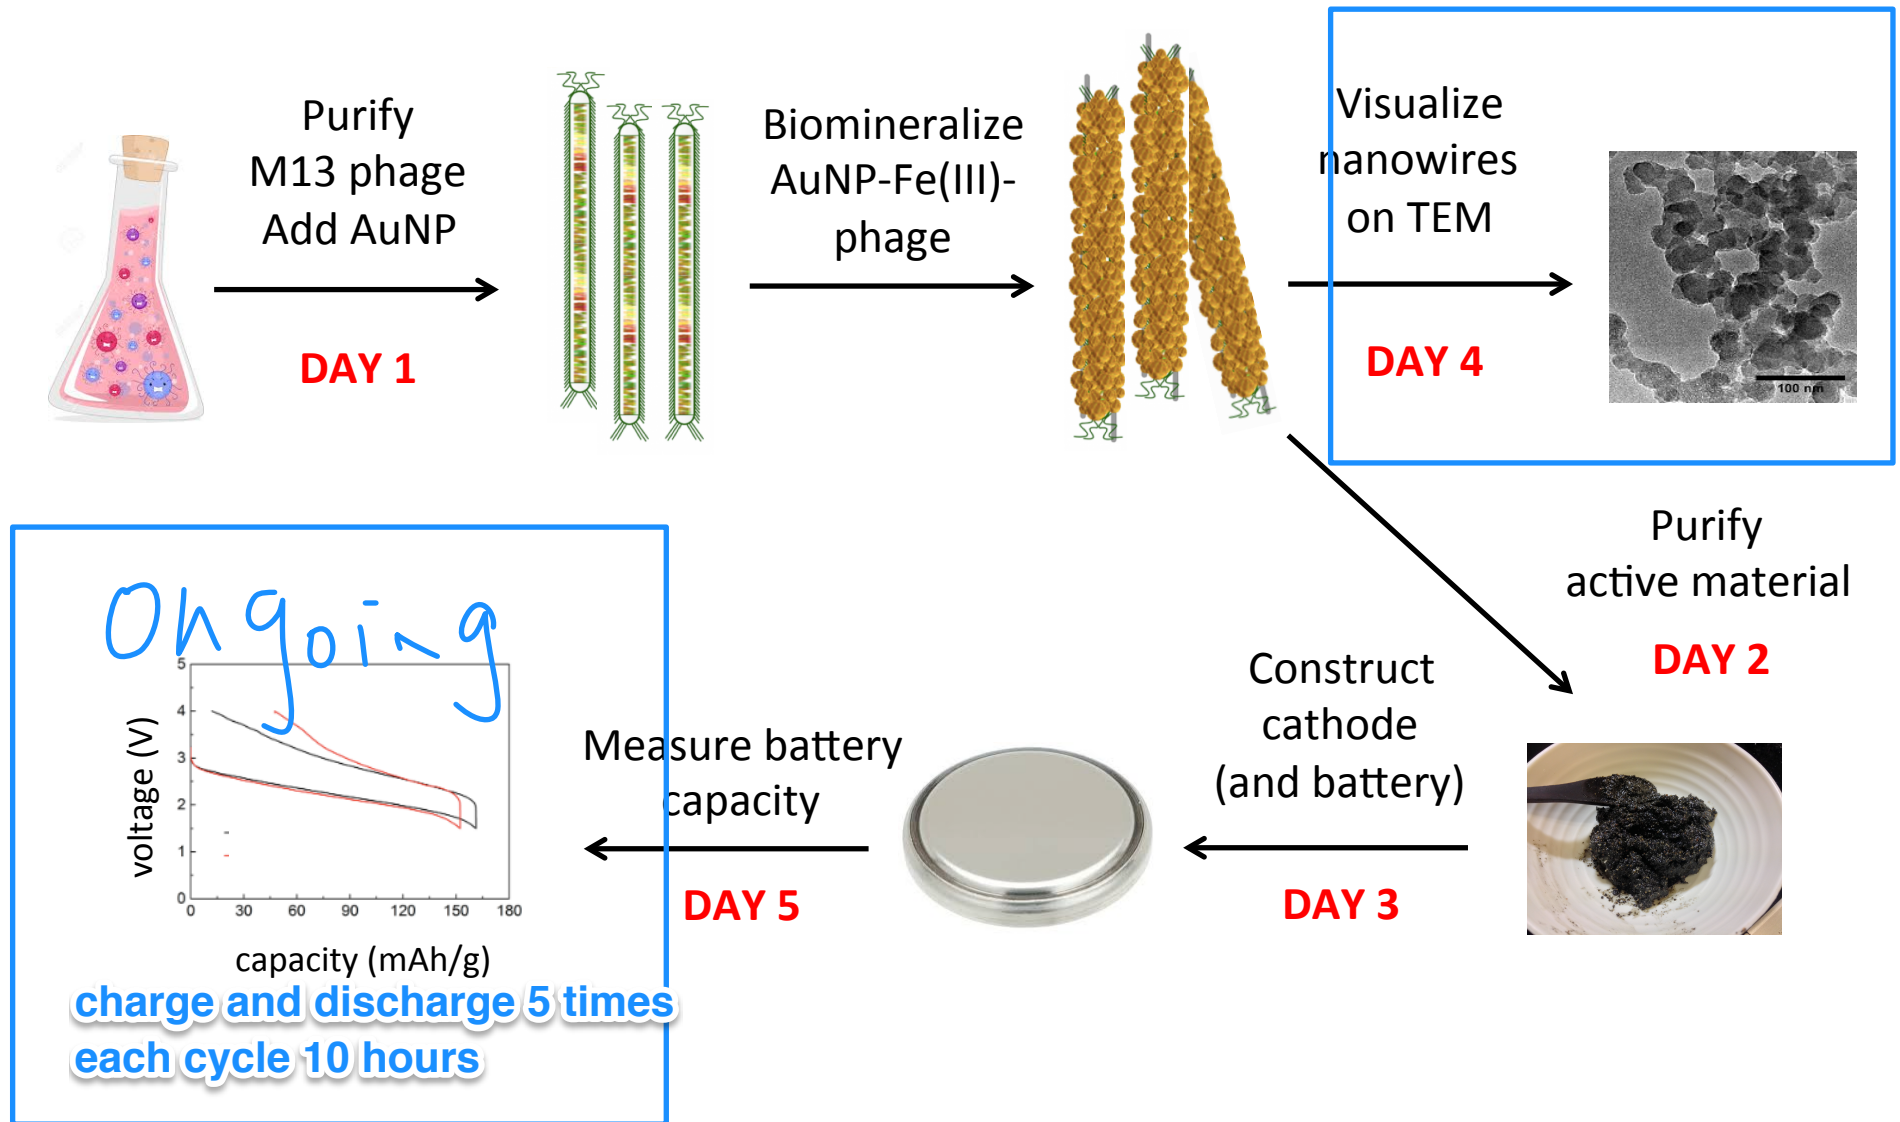 Purify
M13 phage
Add AuNP
DAY 1
Biomineralize
AuNP-Fe(III)-
phage
Visualize
nanowires
on TEM
DAY 4
100 nm
Purify
active material
DAY 2
Construct
cathode
(and battery)
DAY 3
Measure battery
capacity
DAY 5
Ongoing
voltage (V)
5
4
3
2
1
0
0 30 60 90 120 150 180
capacity (mAh/g)
charge and discharge 5 times
each cycle 10 hours